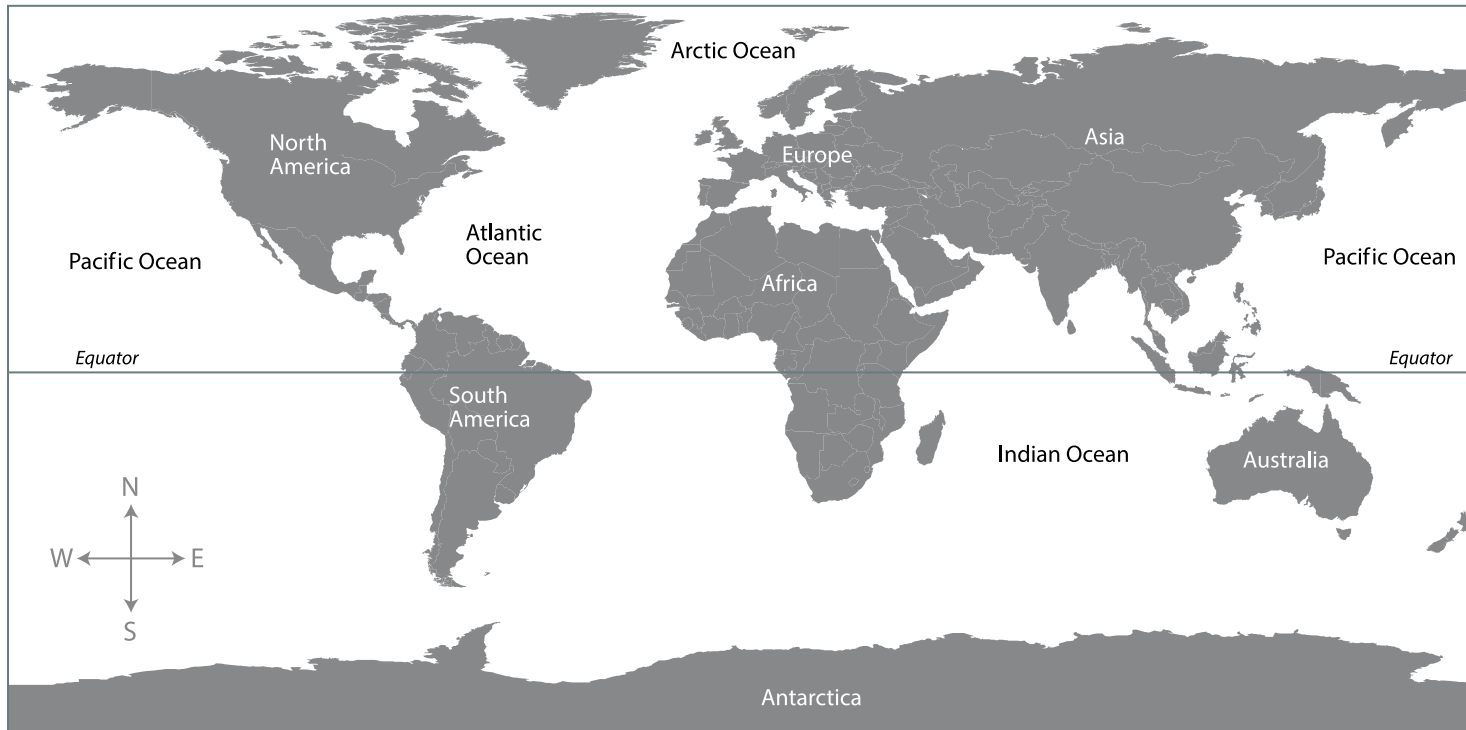 Arctic Ocean
North
America
Asia
Europe
Atlantic
Ocean
Pacific Ocean
Pacific Ocean
Africa
Equator
Equator
South
America
Indian Ocean
Australia
N
W
E
S
Antarctica